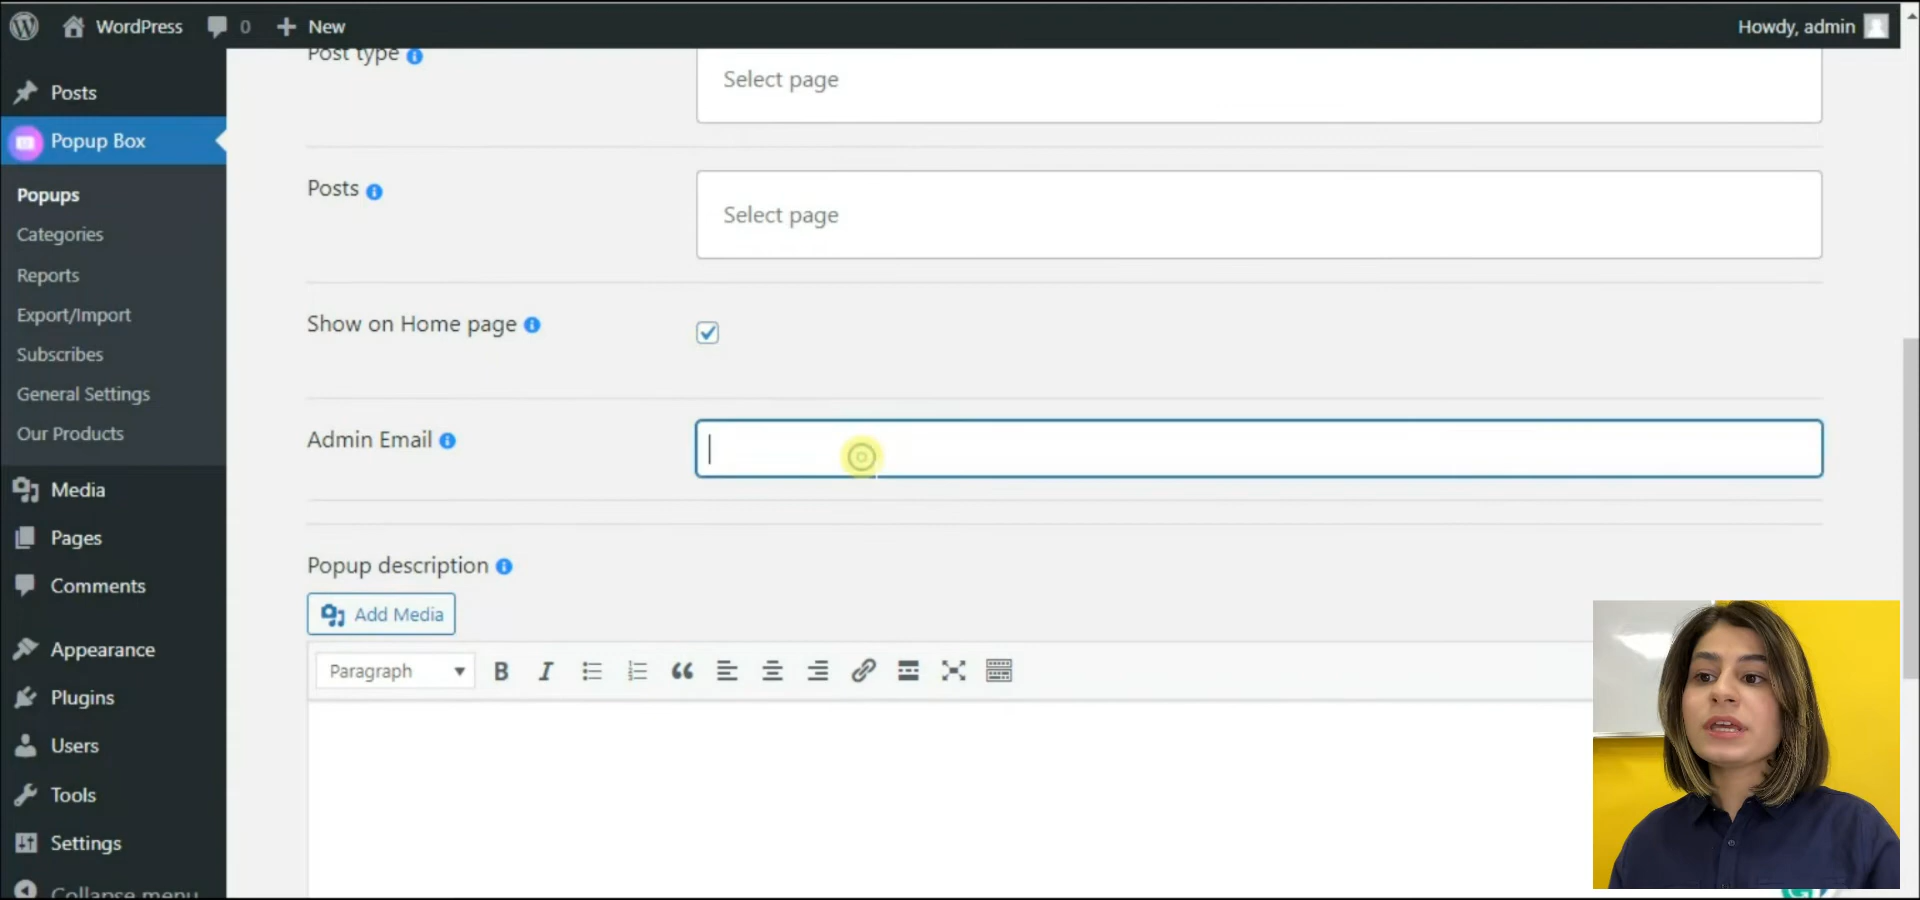 WordPress
0
New
Howdy, admin
Posts
Popup Box
Popups
Categories
Reports
Export/Import
Subscribes
General Settings
Our Products
Media
Pages
Comments
Appearance
Plugins
Users
Tools
Settings
Collapse menu
Post type
Select page
Posts
Select page
Show on Home page
Admin Email
Popup description
Add Media
Paragraph